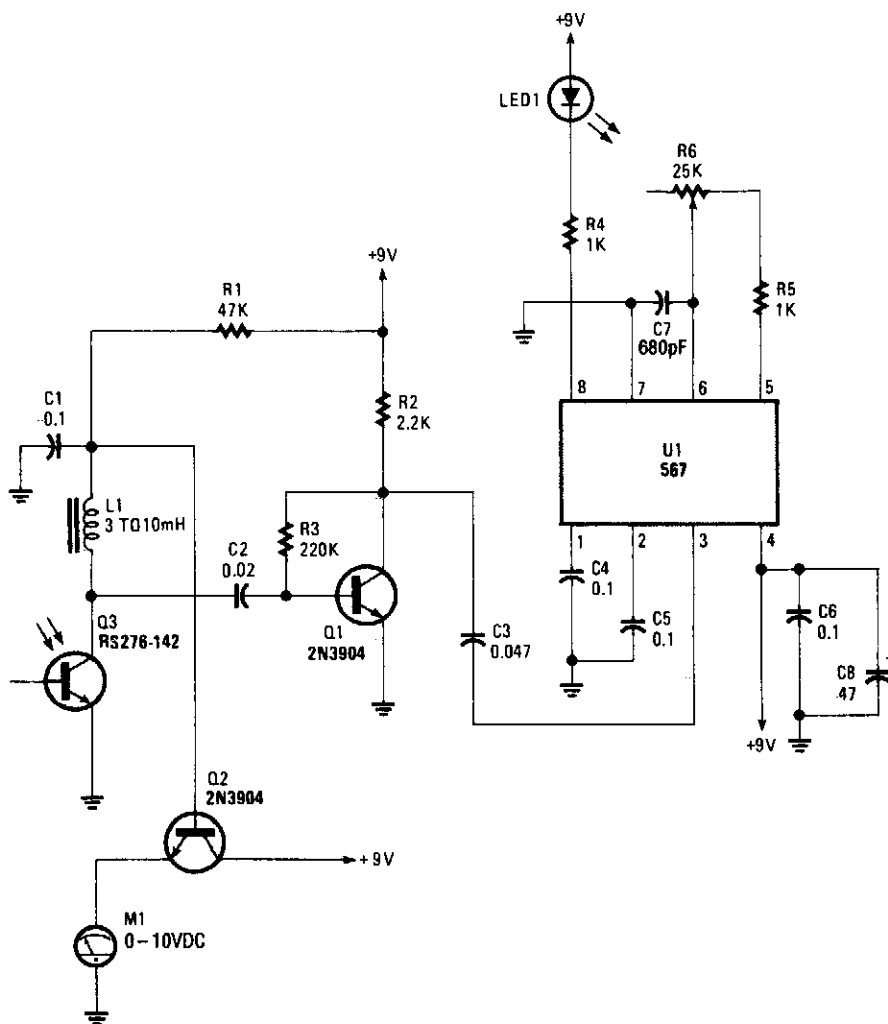 +9V
LED1
R6
25K
R4
1K
+9V
R1
47K
R5
1K
C7
680pF
8 7 6 5
C1
0.1
R2
2.2K
U1
567
L1
3 TO 10mH
R3
220K
C2
0.02
1 2 3 4
C4
0.1
Q3
RS276-142
Q1
2N3904
C3
0.047
C5
0.1
C6
0.1
C8
47
+9V
Q2
2N3904
+9V
M1
0-10VDC